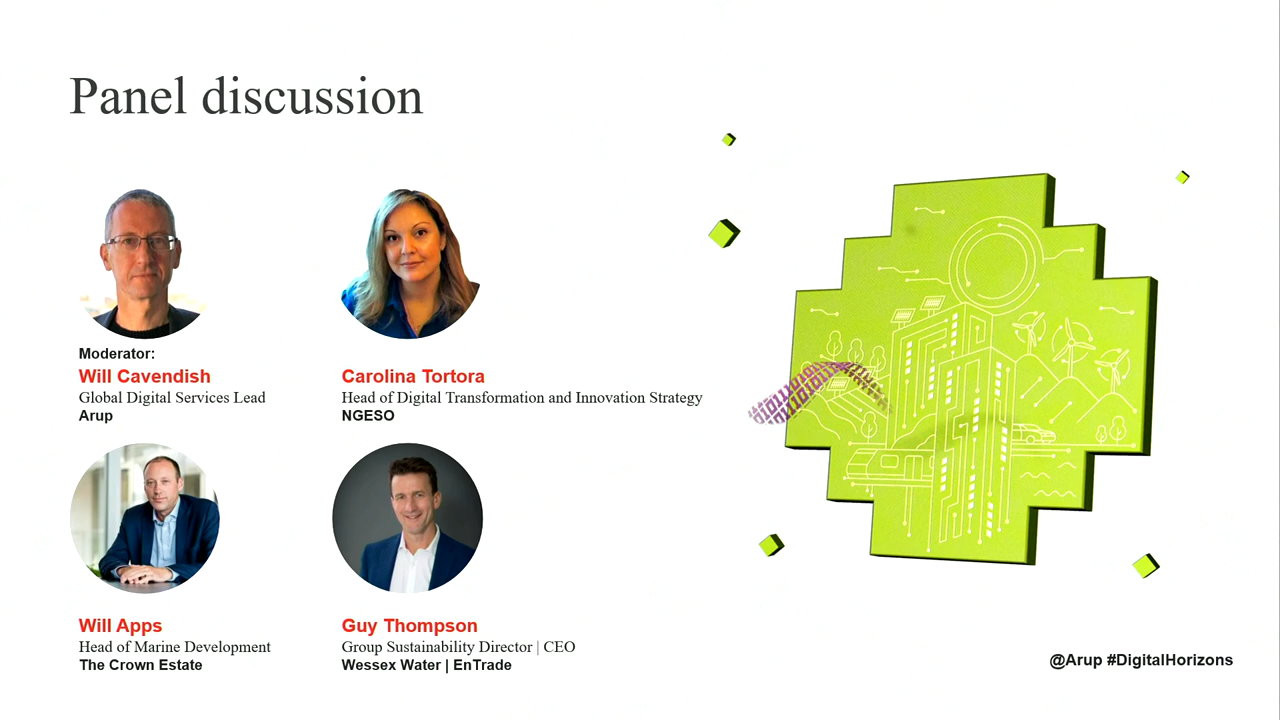 Panel discussion
Moderator:
Will Cavendish
Global Digital Services Lead
Arup
Carolina Tortora
Head of Digital Transformation and Innovation Strategy
NGESO
Will Apps
Head of Marine Development
The Crown Estate
Guy Thompson
Group Sustainability Director | CEO
Wessex Water | EnTrade
@Arup #DigitalHorizons